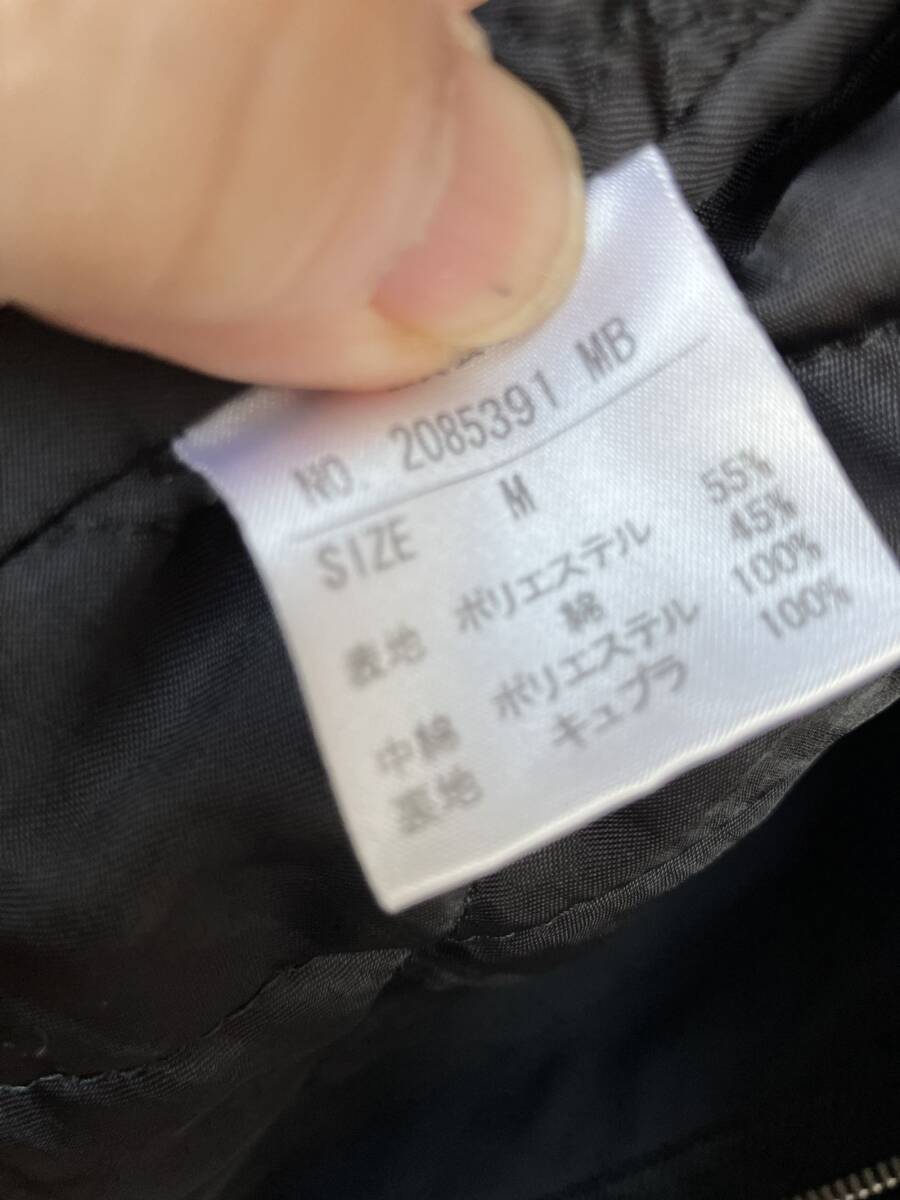 NO. 2085391 MB
SIZE M
表地 ポリエステル 55%
綿 45%
中綿 ポリエステル 100%
裏地 キュプラ 100%